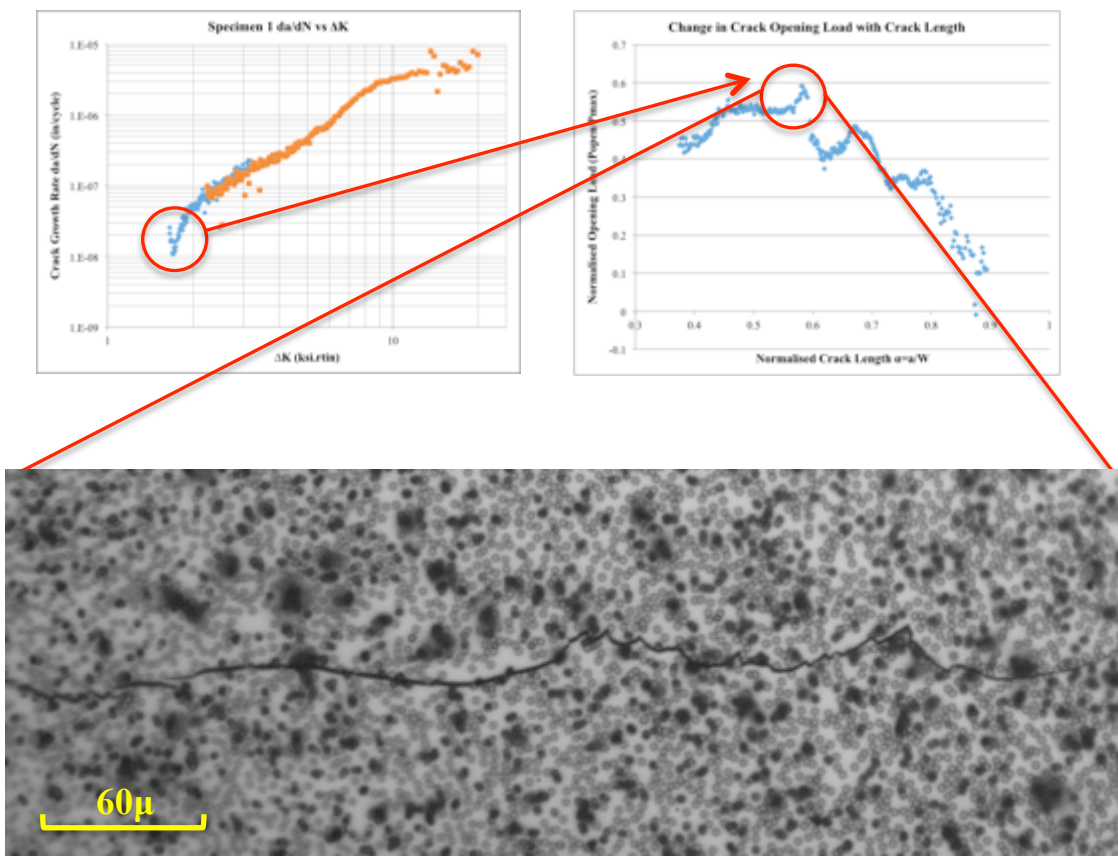 Specimen 1 da/dN vs ΔK
1.E-05
1.E-06
1.E-07
1.E-08
1.E-09
1
10
Crack Growth Rate da/dN (in/cycle)
ΔK (ksi.rtin)
Change in Crack Opening Load with Crack Length
0.7
0.6
0.5
0.4
0.3
0.2
0.1
0
-0.1
0.3
0.4
0.5
0.6
0.7
0.8
0.9
1
Normalised Opening Load (Popen/Pmax)
Normalised Crack Length α=a/W
60μ